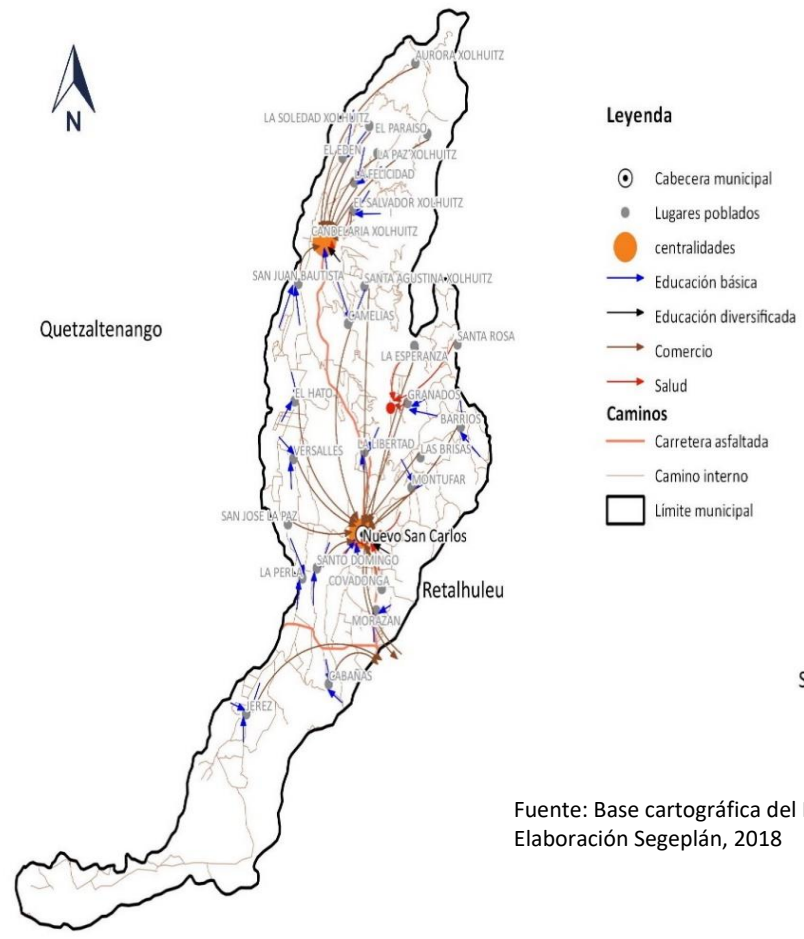 N
AURORA XOLHUITZ
LA SOLEDAD XOLHUITZ
EL PARAISO
EL EDEN
LA PAZ XOLHUITZ
LA FELICIDAD
EL SALVADOR XOLHUITZ
CANDELARIA XOLHUITZ
SAN JUAN BAUTISTA
SANTA AGUSTINA XOLHUITZ
CAMELIAS
Quetzaltenango
SANTA ROSA
LA ESPERANZA
EL HATO
GRANADOS
BARRIOS
VERSALLES
LA LIBERTAD
LAS BRISAS
MONTUFAR
SAN JOSE LA PAZ
Nuevo San Carlos
SANTO DOMINGO
LA PERLA
COVADONGA
Retalhuleu
MORAZAN
CABAÑAS
JEREZ
Leyenda
Cabecera municipal
Lugares poblados
centralidades
Educación básica
Educación diversificada
Comercio
Salud
Caminos
Carretera asfaltada
Camino interno
Límite municipal
S
Fuente: Base cartográfica del
Elaboración Segeplán, 2018